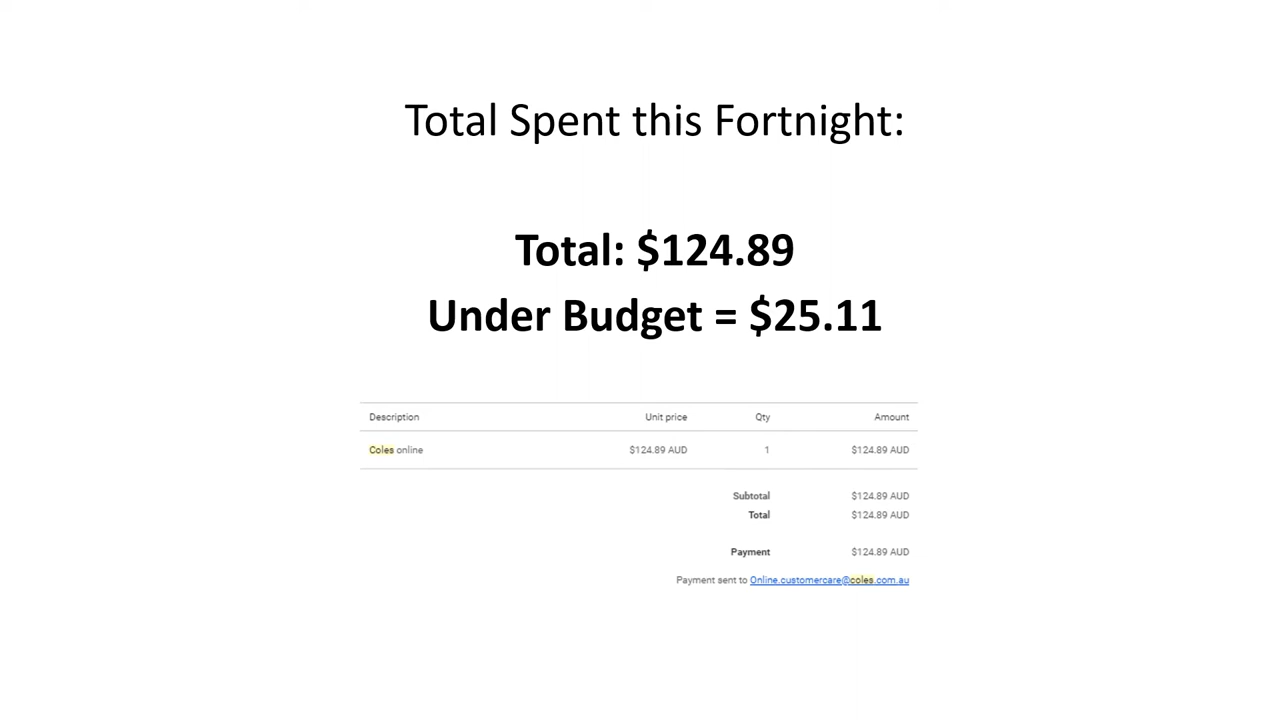 Total Spent this Fortnight:
Total: $124.89
Under Budget = $25.11
Description Unit price Qty Amount
Coles online $124.89 AUD 1 $124.89 AUD
Subtotal $124.89 AUD
Total $124.89 AUD
Payment $124.89 AUD
Payment sent to Online.customercare@coles.com.au